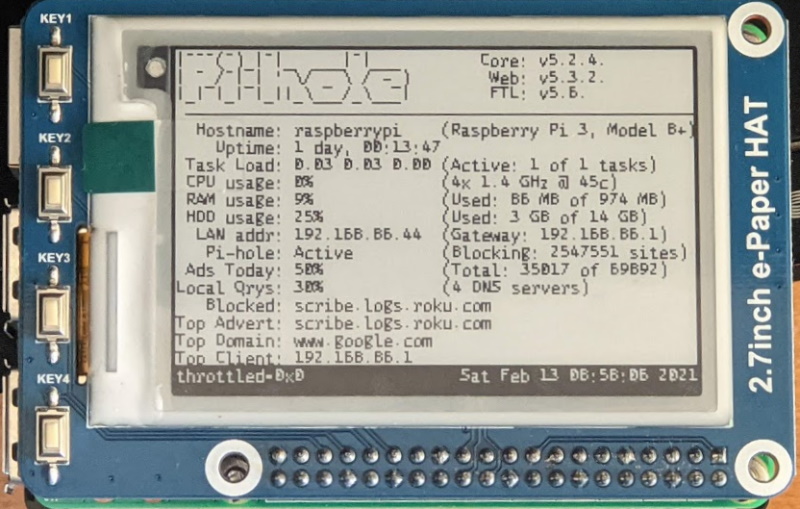 KEY1
KEY2
KEY3
KEY4
Pi-hole
Core: v5.2.4.
Web: v5.3.2.
FTL: v5.6.
Hostname: raspberrypi (Raspberry Pi 3, Model B+)
Uptime: 1 day, 00:13:47
Task Load: 0.03 0.03 0.00 (Active: 1 of 1 tasks)
CPU usage: 0% (4x 1.4 GHz @ 45c)
RAM usage: 9% (Used: 86 MB of 974 MB)
HDD usage: 25% (Used: 3 GB of 14 GB)
LAN addr: 192.168.86.44 (Gateway: 192.168.86.1)
Pi-hole: Active (Blocking: 2547551 sites)
Ads Today: 50% (Total: 35017 of 69892)
Local Qrys: 30% (4 DNS servers)
Blocked: scribe.logs.roku.com
Top Advert: scribe.logs.roku.com
Top Domain: www.google.com
Top Client: 192.168.86.1
throttled=0x0 Sat Feb 13 08:58:06 2021
2.7inch e-Paper HAT